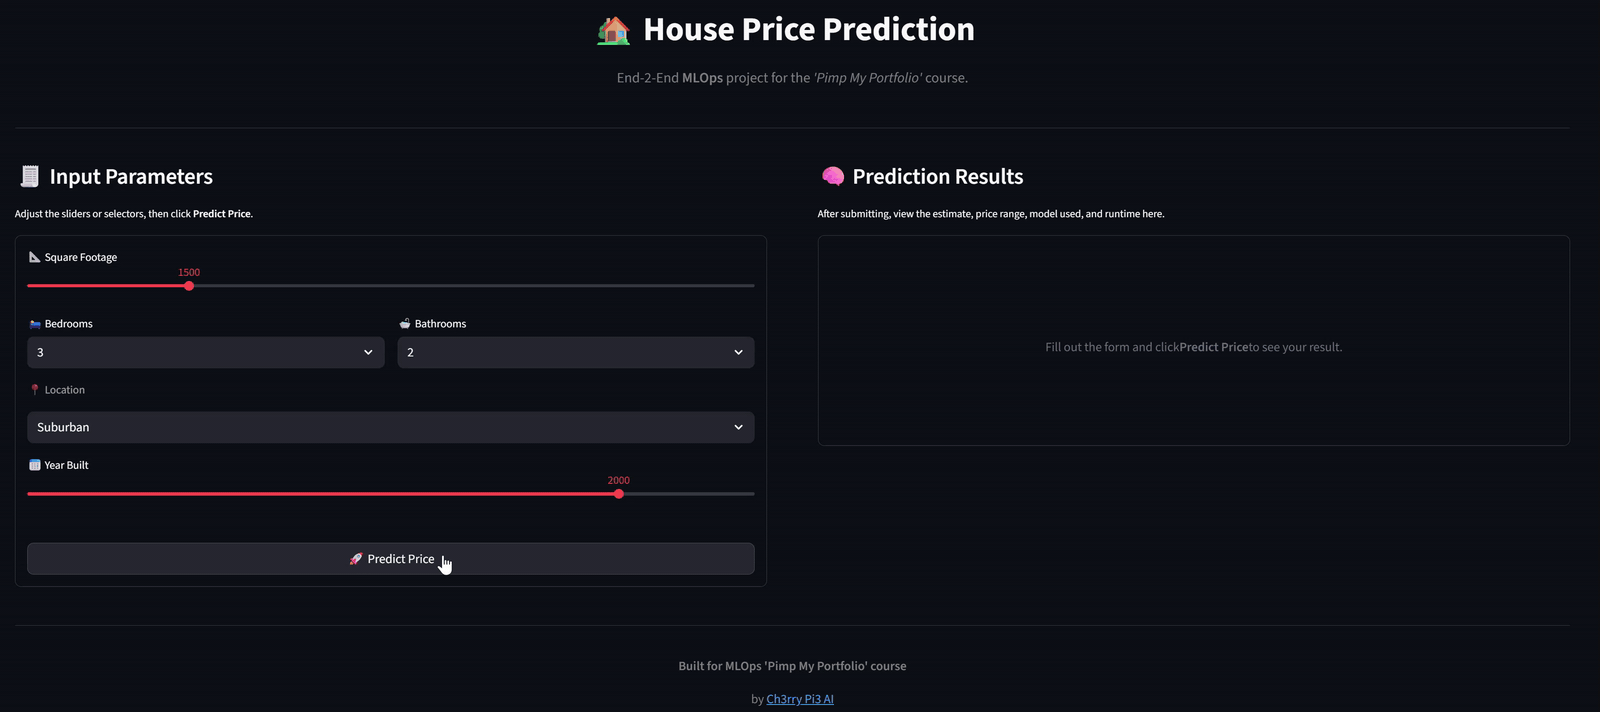 House Price Prediction
End-2-End MLOps project for the 'Pimp My Portfolio' course.
Input Parameters
Adjust the sliders or selectors, then click Predict Price.
Square Footage
1500
Bedrooms
Bathrooms
3
2
Location
Suburban
Year Built
2000
Predict Price
Prediction Results
After submitting, view the estimate, price range, model used, and runtime here.
Fill out the form and clickPredict Priceto see your result.
Built for MLOps 'Pimp My Portfolio' course
by Ch3rry Pi3 AI